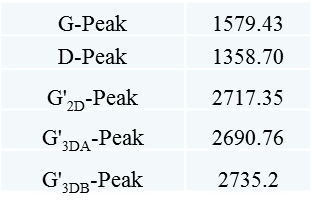 G-Peak 1579.43
D-Peak 1358.70
G'2D-Peak 2717.35
G'3DA-Peak 2690.76
G'3DB-Peak 2735.2